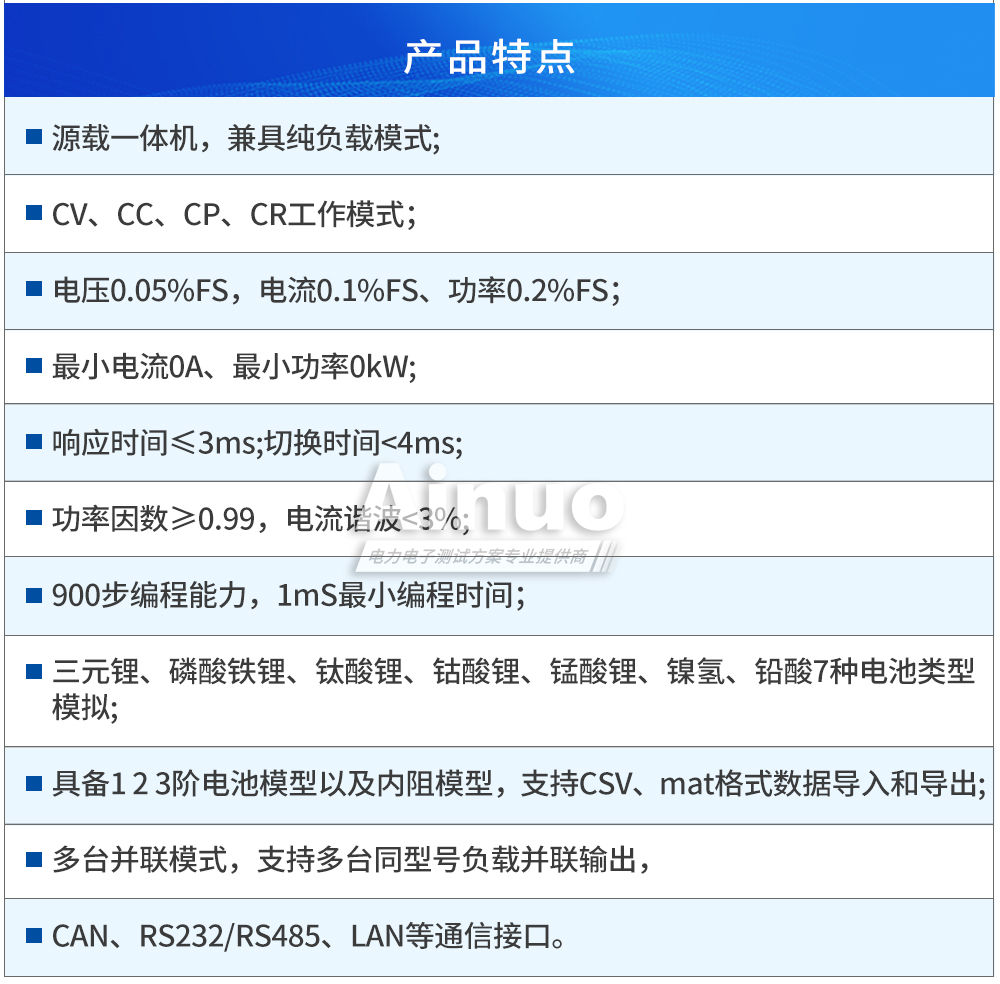 产品特点
源载一体机，兼具纯负载模式;
CV、CC、CP、CR工作模式；
电压0.05%FS，电流0.1%FS、功率0.2%FS；
最小电流0A、最小功率0kW;
响应时间≤3ms;切换时间<4ms;
功率因数≥0.99，电流谐波<3%;
Ainuo
电力电子测试方案专业提供商
900步编程能力，1mS最小编程时间；
三元锂、磷酸铁锂、钛酸锂、钴酸锂、锰酸锂、镍氢、铅酸7种电池类型
模拟;
具备1 2 3阶电池模型以及内阻模型，支持CSV、mat格式数据导入和导出;
多台并联模式，支持多台同型号负载并联输出，
CAN、RS232/RS485、LAN等通信接口。